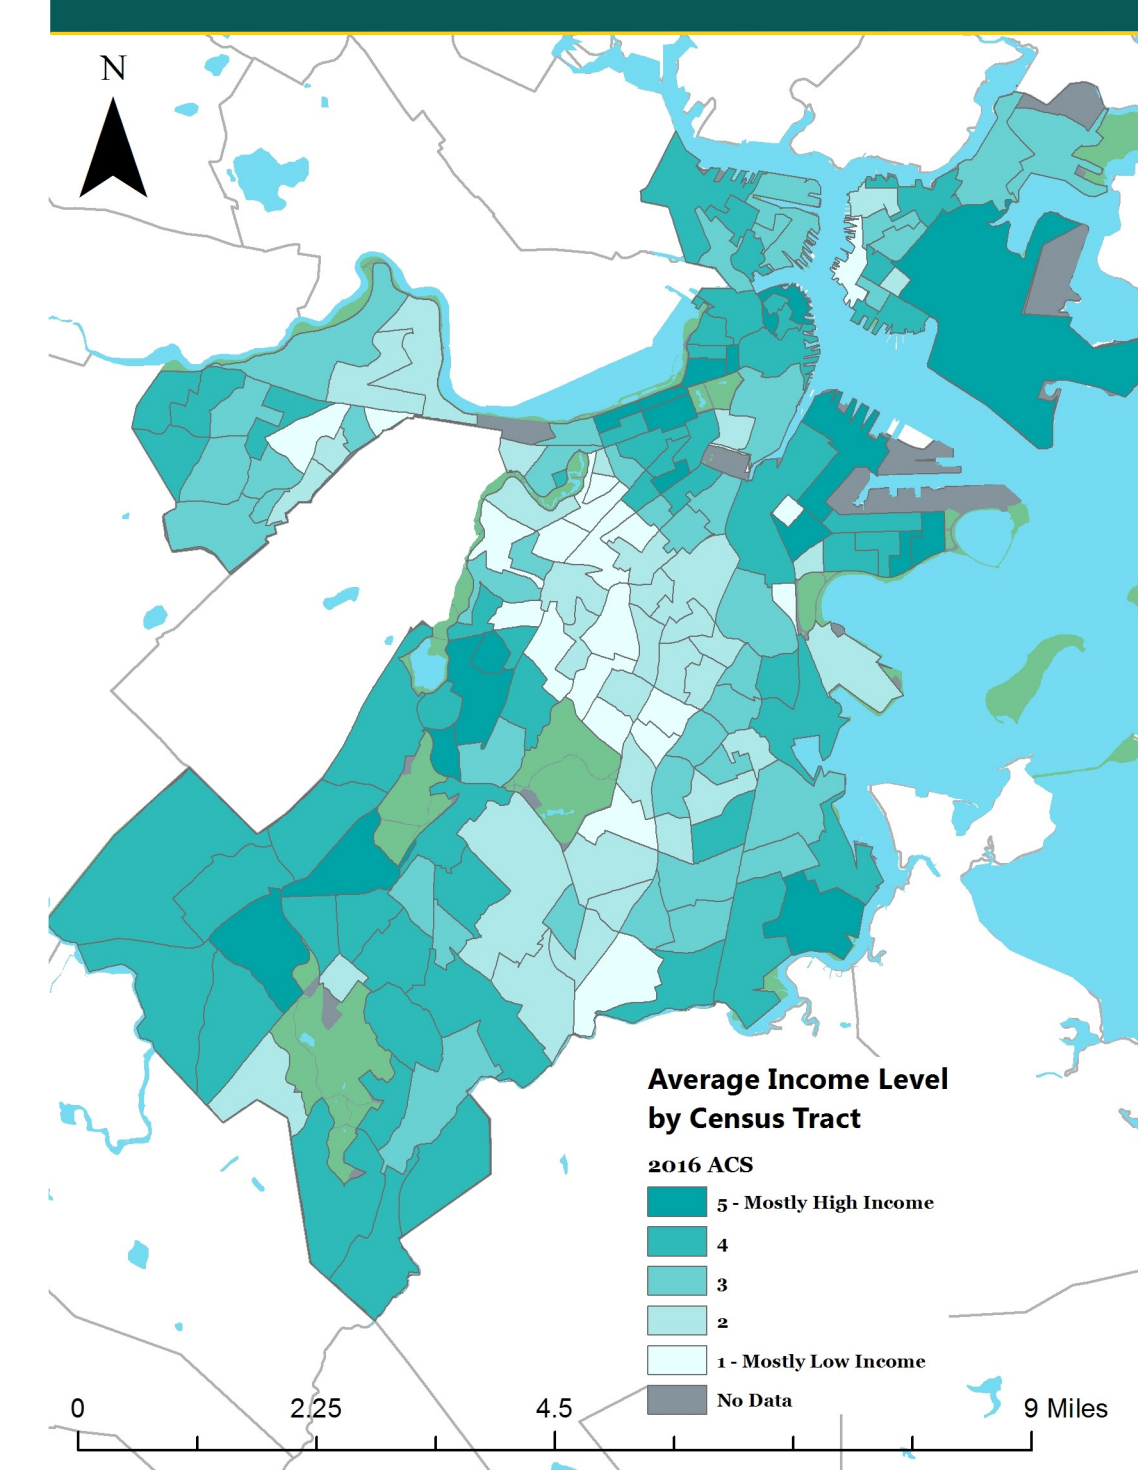 N
Average Income Level
by Census Tract
2016 ACS
5 - Mostly High Income
4
3
2
1 - Mostly Low Income
No Data
0 2.25 4.5 9 Miles